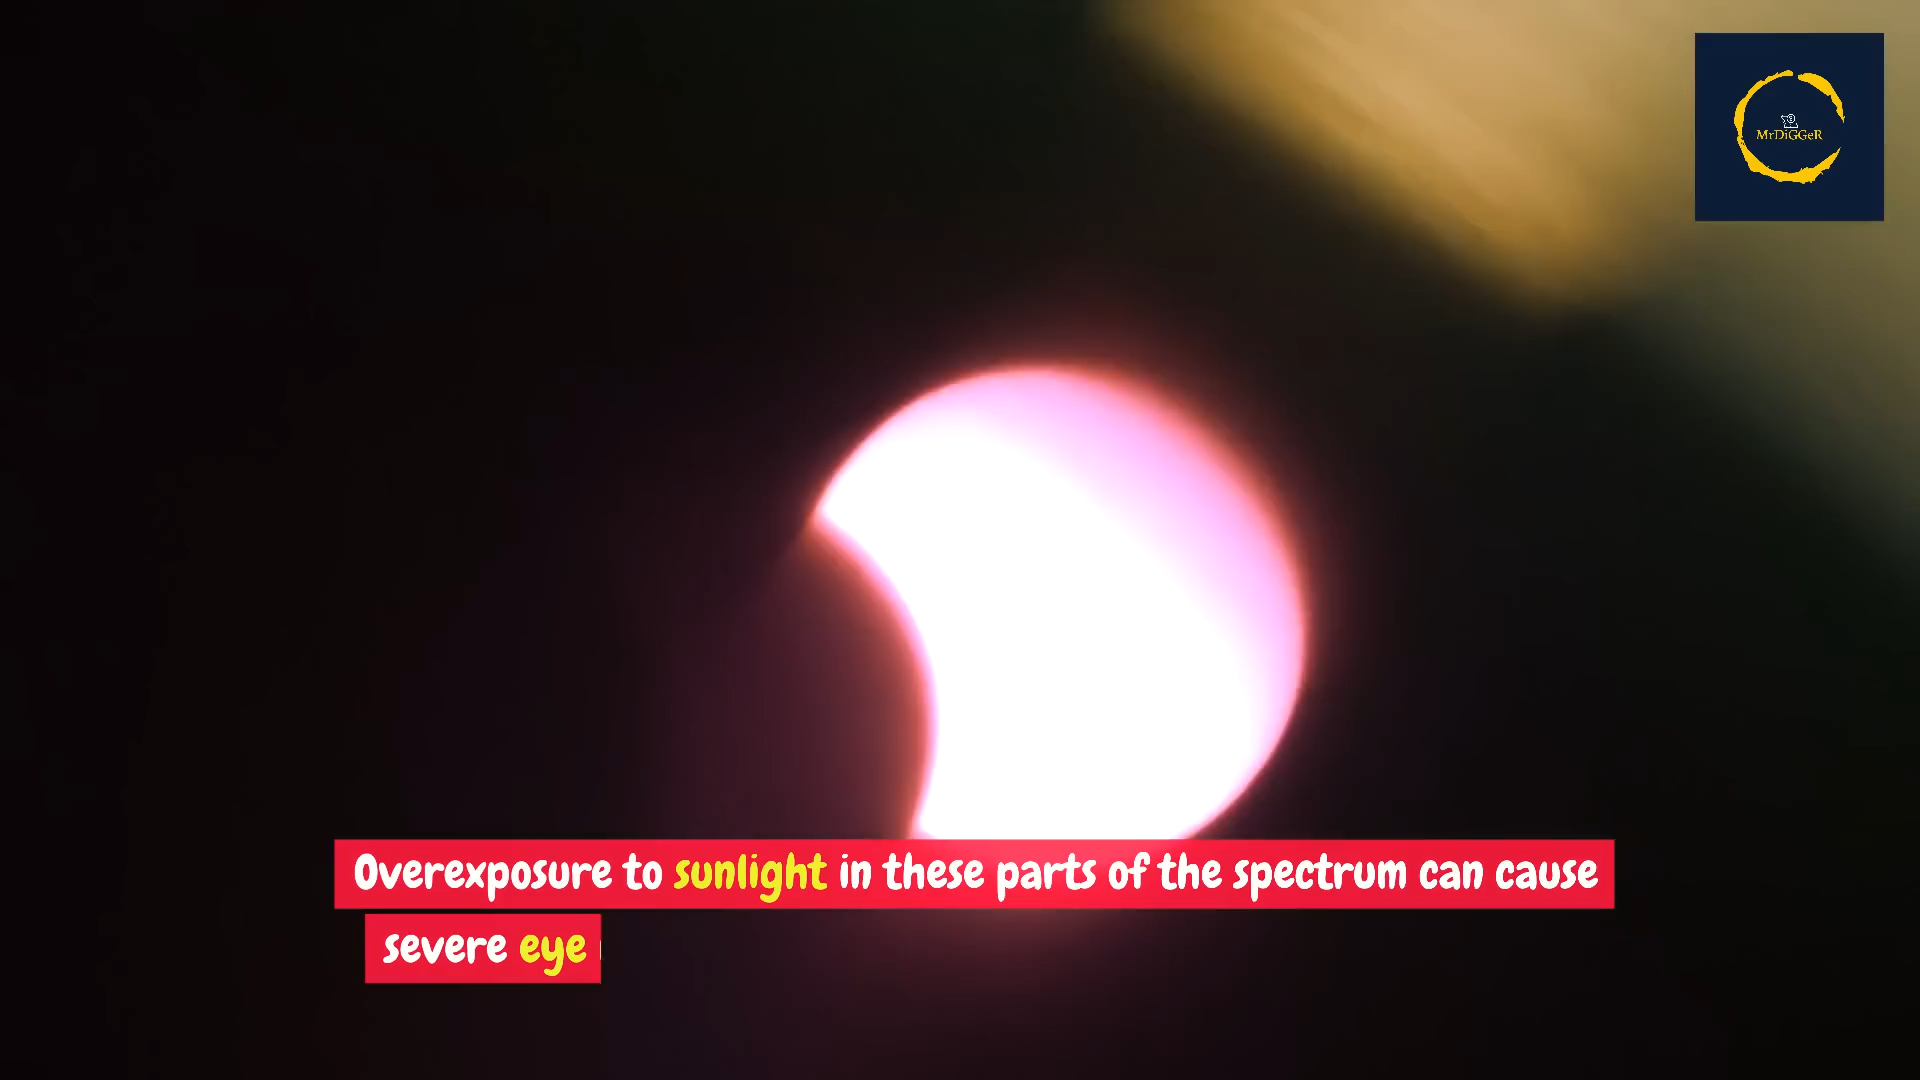 MrDiGGeR
Overexposure to sunlight in these parts of the spectrum can cause
severe eye